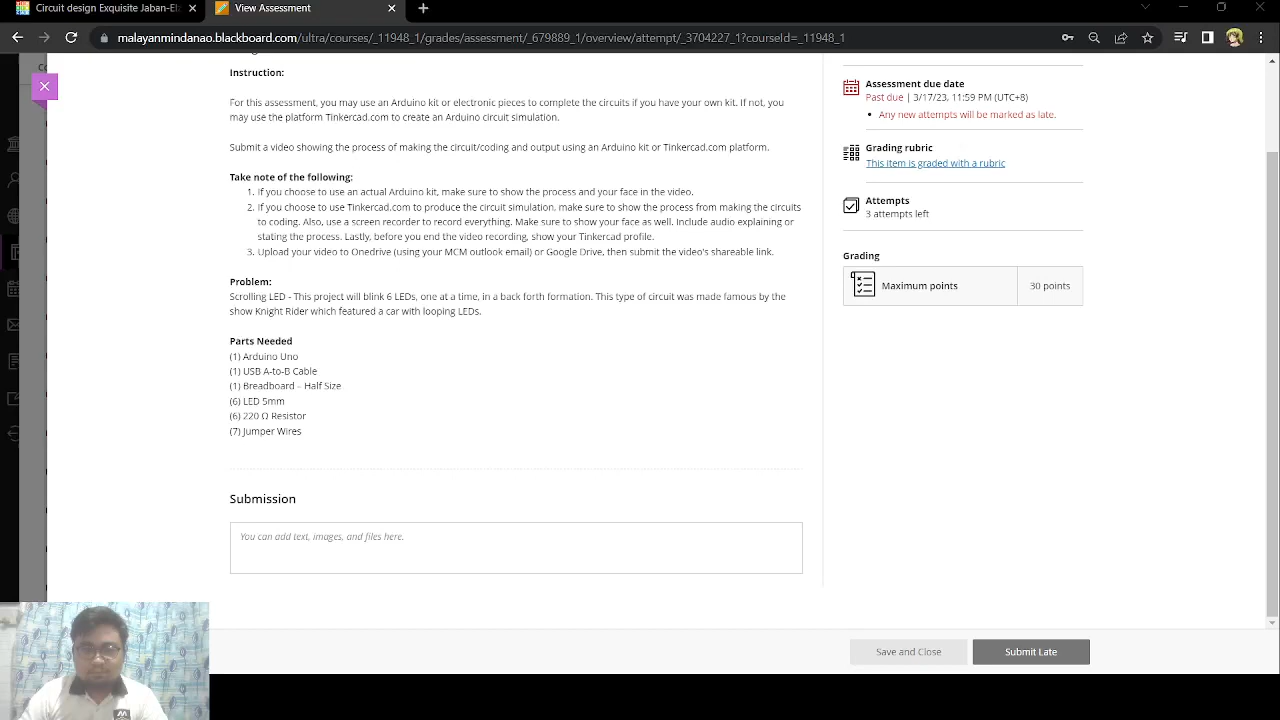 Circuit design Exquisite Jaban-El
View Assessment
malayanmindanao.blackboard.com/ultra/courses/_11948_1/grades/assessment/_679889_1/overview/attempt/_3704227_1?courseId=_11948_1
Instruction:
For this assessment, you may use an Arduino kit or electronic pieces to complete the circuits if you have your own kit. If not, you
may use the platform Tinkercad.com to create an Arduino circuit simulation.
Submit a video showing the process of making the circuit/coding and output using an Arduino kit or Tinkercad.com platform.
Take note of the following:
1. If you choose to use an actual Arduino kit, make sure to show the process and your face in the video.
2. If you choose to use Tinkercad.com to produce the circuit simulation, make sure to show the process from making the circuits
to coding. Also, use a screen recorder to record everything. Make sure to show your face as well. Include audio explaining or
stating the process. Lastly, before you end the video recording, show your Tinkercad profile.
3. Upload your video to Onedrive (using your MCM outlook email) or Google Drive, then submit the video's shareable link.
Problem:
Scrolling LED - This project will blink 6 LEDs, one at a time, in a back forth formation. This type of circuit was made famous by the
show Knight Rider which featured a car with looping LEDs.
Parts Needed
(1) Arduino Uno
(1) USB A-to-B Cable
(1) Breadboard – Half Size
(6) LED 5mm
(6) 220 Ω Resistor
(7) Jumper Wires
Submission
You can add text, images, and files here.
Assessment due date
Past due | 3/17/23, 11:59 PM (UTC+8)
• Any new attempts will be marked as late.
Grading rubric
This item is graded with a rubric
Attempts
3 attempts left
Grading
Maximum points 30 points
Save and Close Submit Late